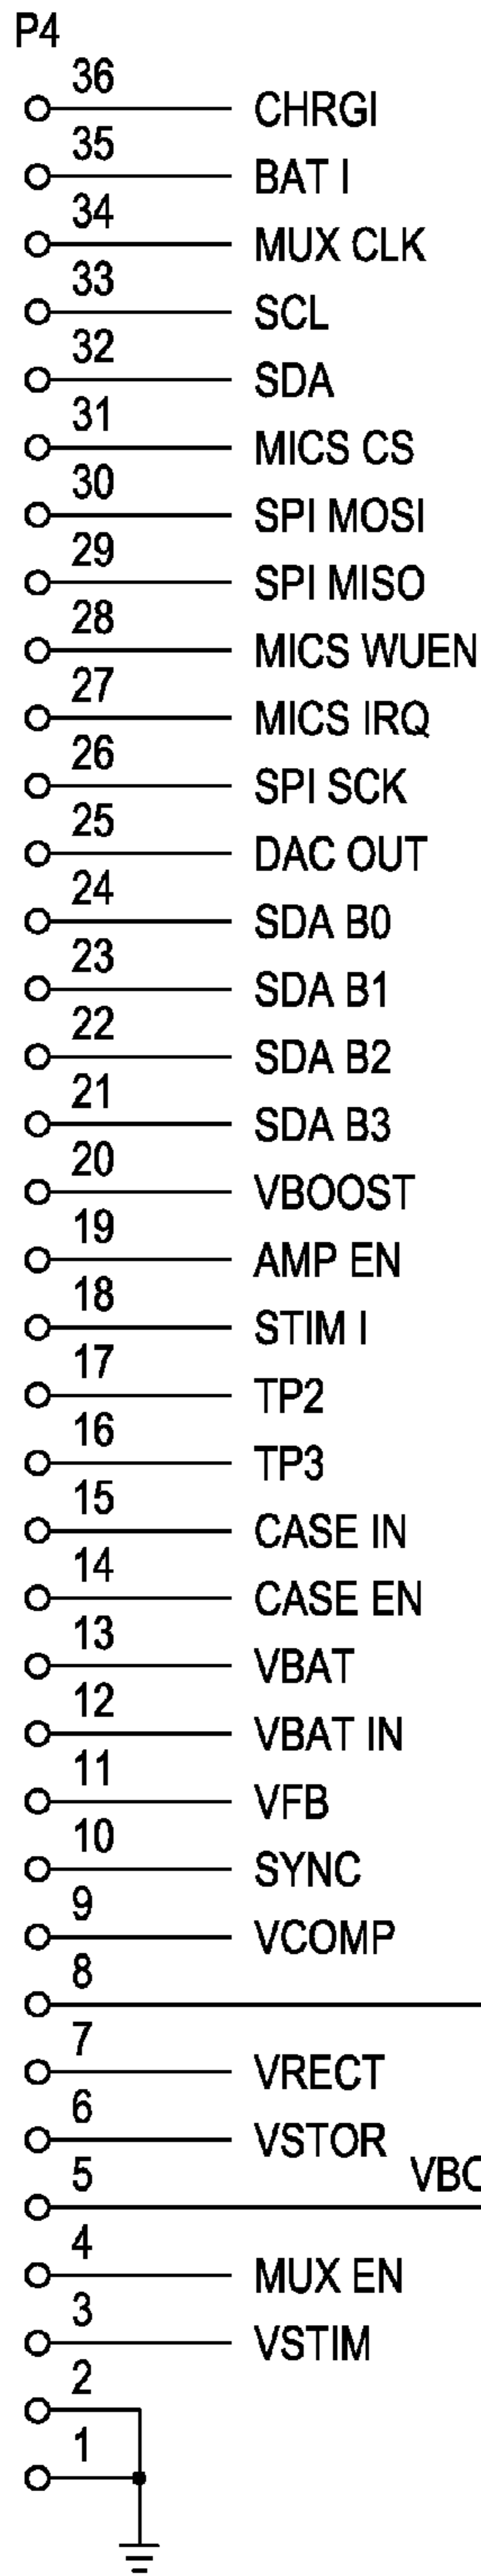 P4
36 CHRGI
35 BAT I
34 MUX CLK
33 SCL
32 SDA
31 MICS CS
30 SPI MOSI
29 SPI MISO
28 MICS WUEN
27 MICS IRQ
26 SPI SCK
25 DAC OUT
24 SDA B0
23 SDA B1
22 SDA B2
21 SDA B3
20 VBOOST
19 AMP EN
18 STIM I
17 TP2
16 TP3
15 CASE IN
14 CASE EN
13 VBAT
12 VBAT IN
11 VFB
10 SYNC
9 VCOMP
8
7 VRECT
6 VSTOR
5
4 MUX EN
3 VSTIM
2
1